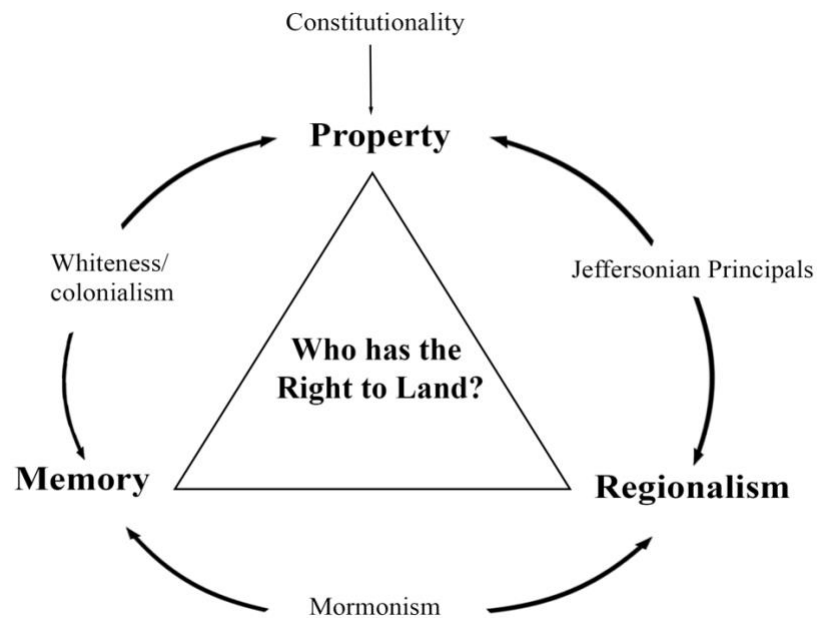 Constitutionality
Property
Whiteness/
colonialism
Jeffersonian Principals
Who has the
Right to Land?
Memory
Regionalism
Mormonism